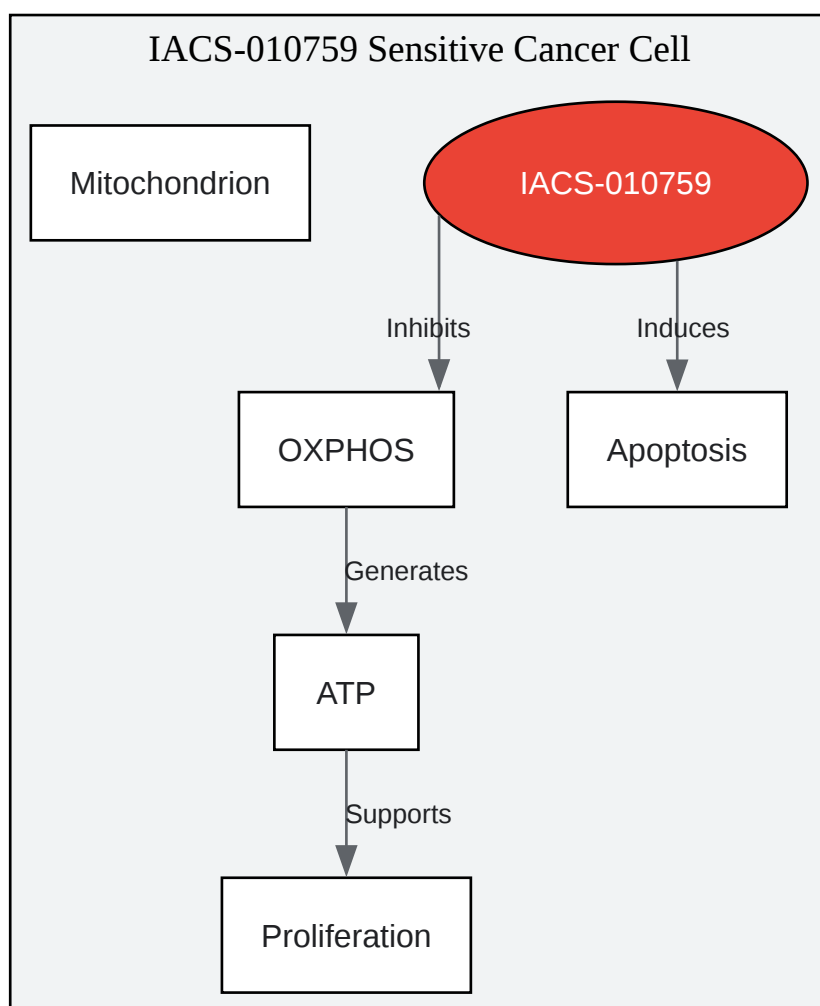 IACS-010759 Sensitive Cancer Cell
Mitochondrion
IACS-010759
Inhibits
Induces
OXPHOS
Apoptosis
Generates
ATP
Supports
Proliferation